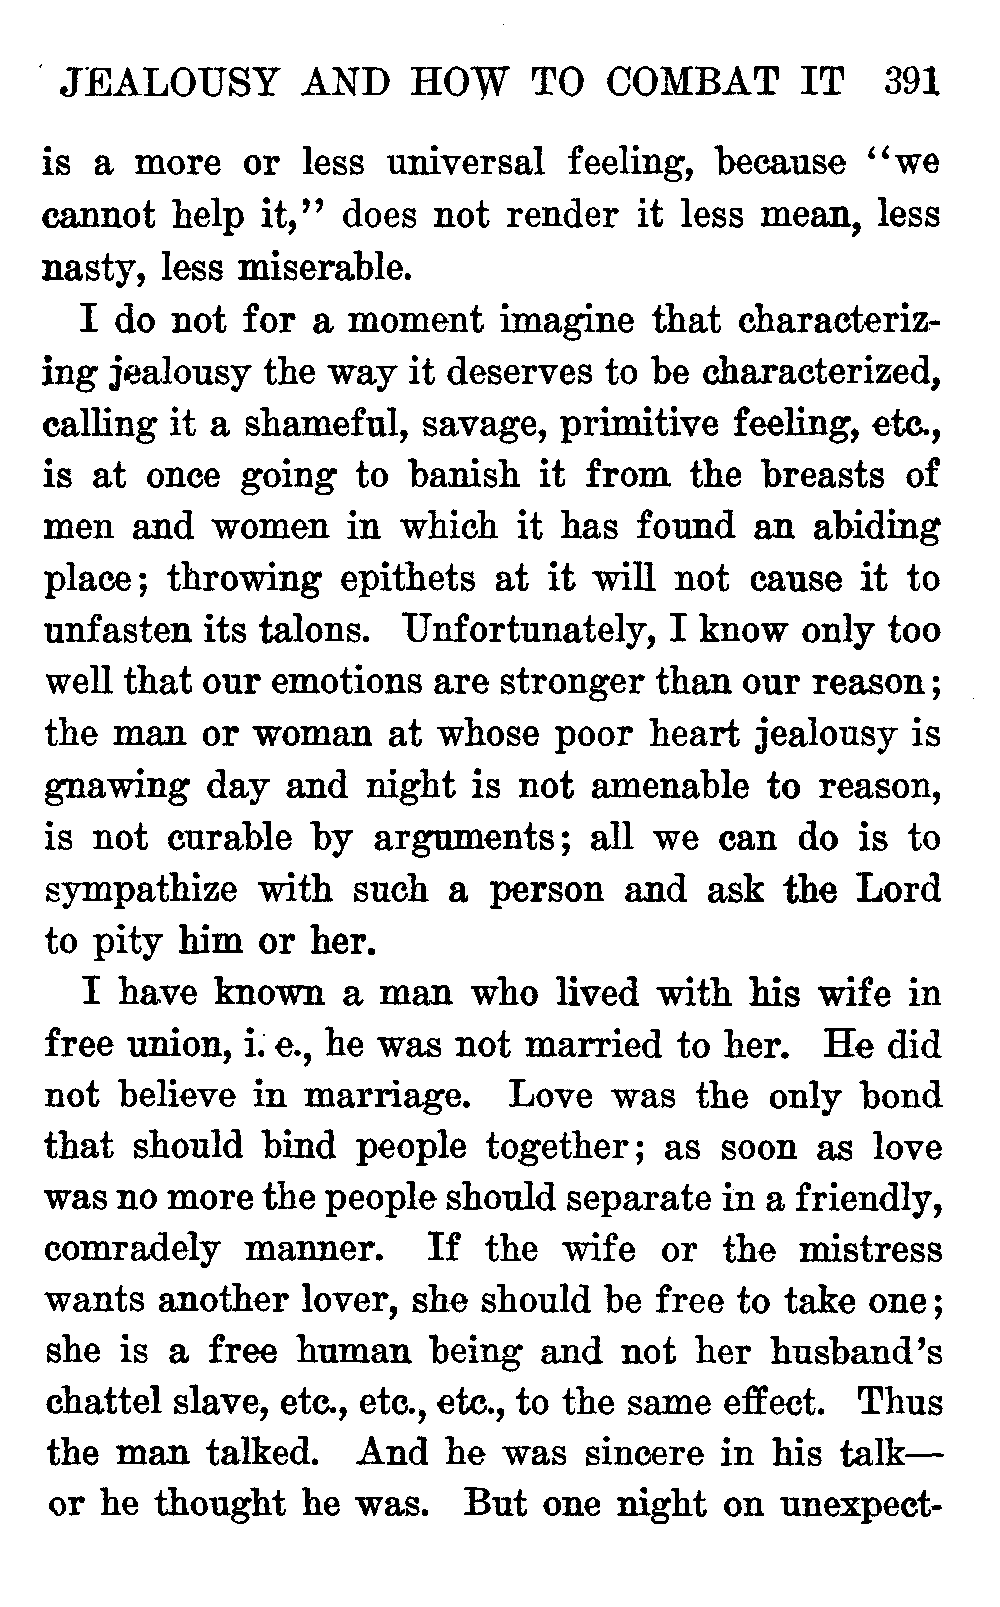 JEALOUSY AND HOW TO COMBAT IT 391
is a more or less universal feeling, because “we
cannot help it,” does not render it less mean, less
nasty, less miserable.
I do not for a moment imagine that characteriz-
ing jealousy the way it deserves to be characterized,
calling it a shameful, savage, primitive feeling, etc.,
is at once going to banish it from the breasts of
men and women in which it has found an abiding
place; throwing epithets at it will not cause it to
unfasten its talons. Unfortunately, I know only too
well that our emotions are stronger than our reason;
the man or woman at whose poor heart jealousy is
gnawing day and night is not amenable to reason,
is not curable by arguments; all we can do is to
sympathize with such a person and ask the Lord
to pity him or her.
I have known a man who lived with his wife in
free union, i. e., he was not married to her. He did
not believe in marriage. Love was the only bond
that should bind people together; as soon as love
was no more the people should separate in a friendly,
comradely manner. If the wife or the mistress
wants another lover, she should be free to take one;
she is a free human being and not her husband’s
chattel slave, etc., etc., etc., to the same effect. Thus
the man talked. And he was sincere in his talk—
or he thought he was. But one night on unexpect-